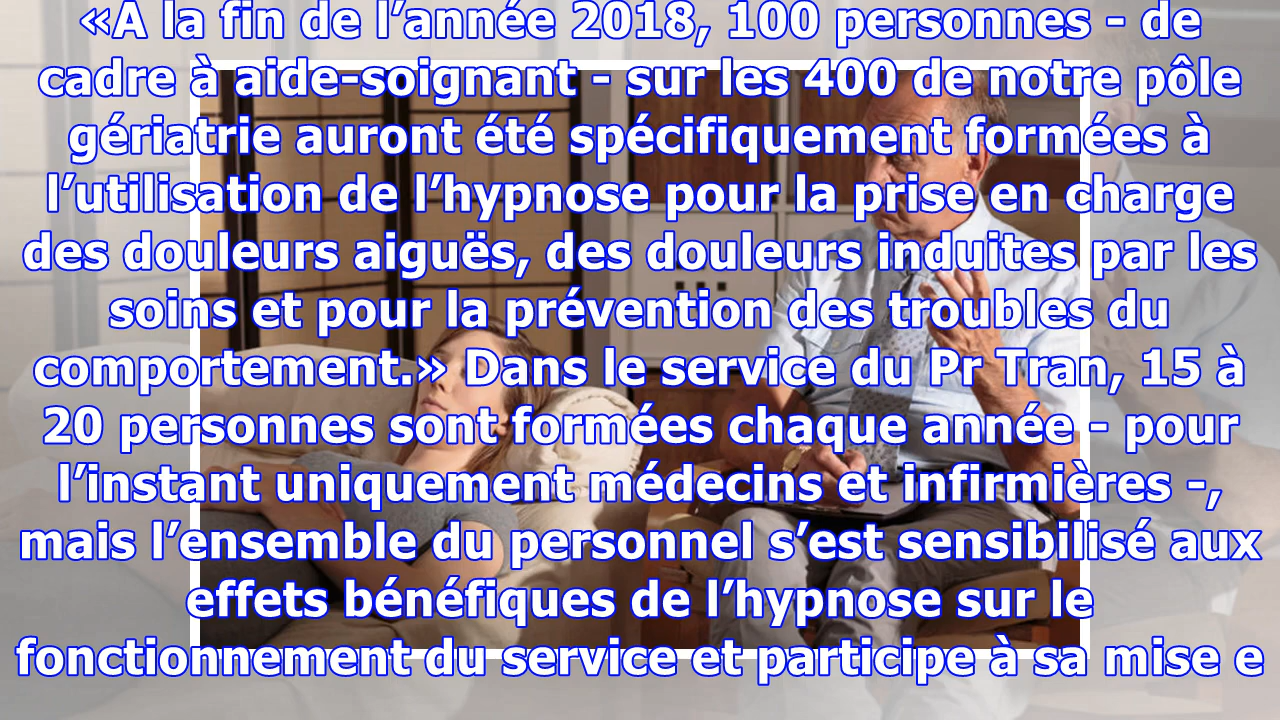 «À la fin de l’année 2018, 100 personnes - de
cadre à aide-soignant - sur les 400 de notre pôle
gériatrie auront été spécifiquement formées à
l’utilisation de l’hypnose pour la prise en charge
des douleurs aiguës, des douleurs induites par les
soins et pour la prévention des troubles du
comportement.» Dans le service du Pr Tran, 15 à
20 personnes sont formées chaque année - pour
l’instant uniquement médecins et infirmières -,
mais l’ensemble du personnel s’est sensibilisé aux
effets bénéfiques de l’hypnose sur le
fonctionnement du service et participe à sa mise e